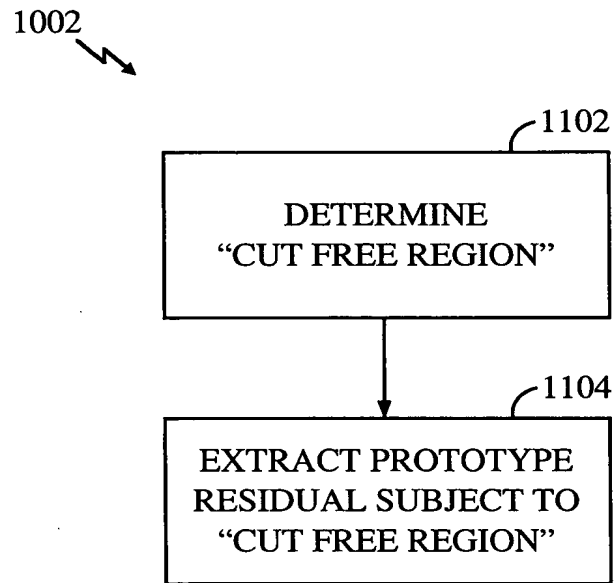 1002
1102
DETERMINE
“CUT FREE REGION”
1104
EXTRACT PROTOTYPE
RESIDUAL SUBJECT TO
“CUT FREE REGION”